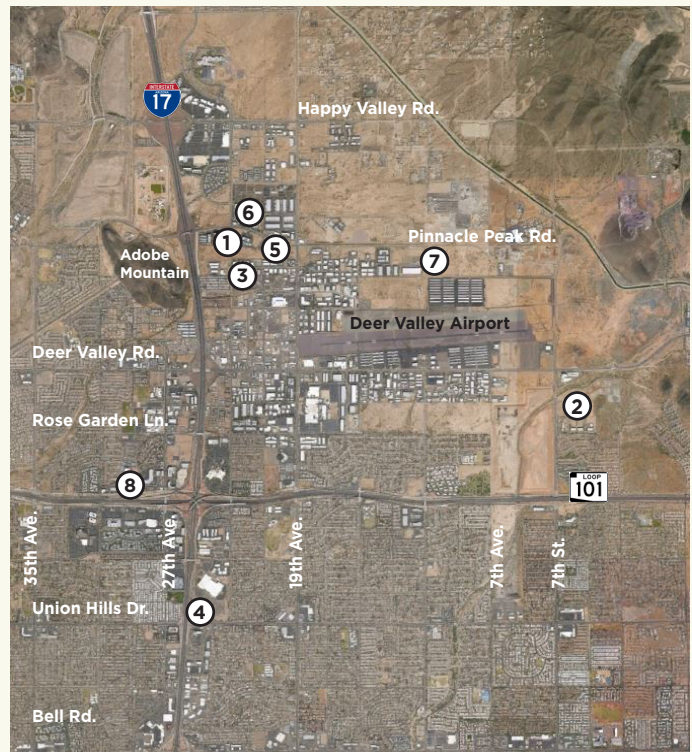 INTERSTATE
17
Happy Valley Rd.
6
1
5
Pinnacle Peak Rd.
Adobe
Mountain
3
7
Deer Valley Airport
Deer Valley Rd.
2
Rose Garden Ln.
8
LOOP
101
35th Ave.
27th Ave.
19th Ave.
7th Ave.
7th St.
Union Hills Dr.
4
Bell Rd.